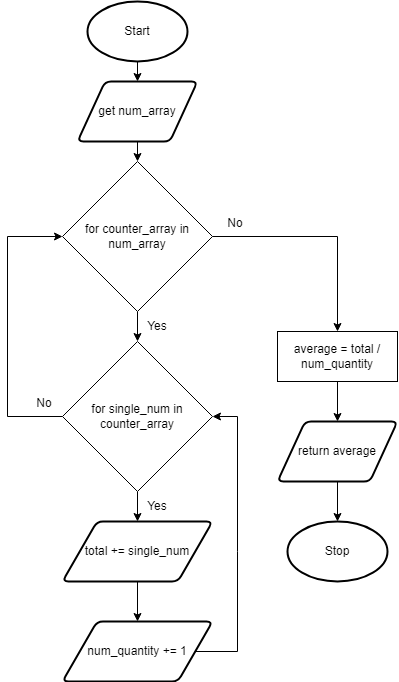 Start
get num_array
for counter_array in
num_array
No
Yes
for single_num in
counter_array
No
Yes
total += single_num
num_quantity += 1
average = total /
num_quantity
return average
Stop